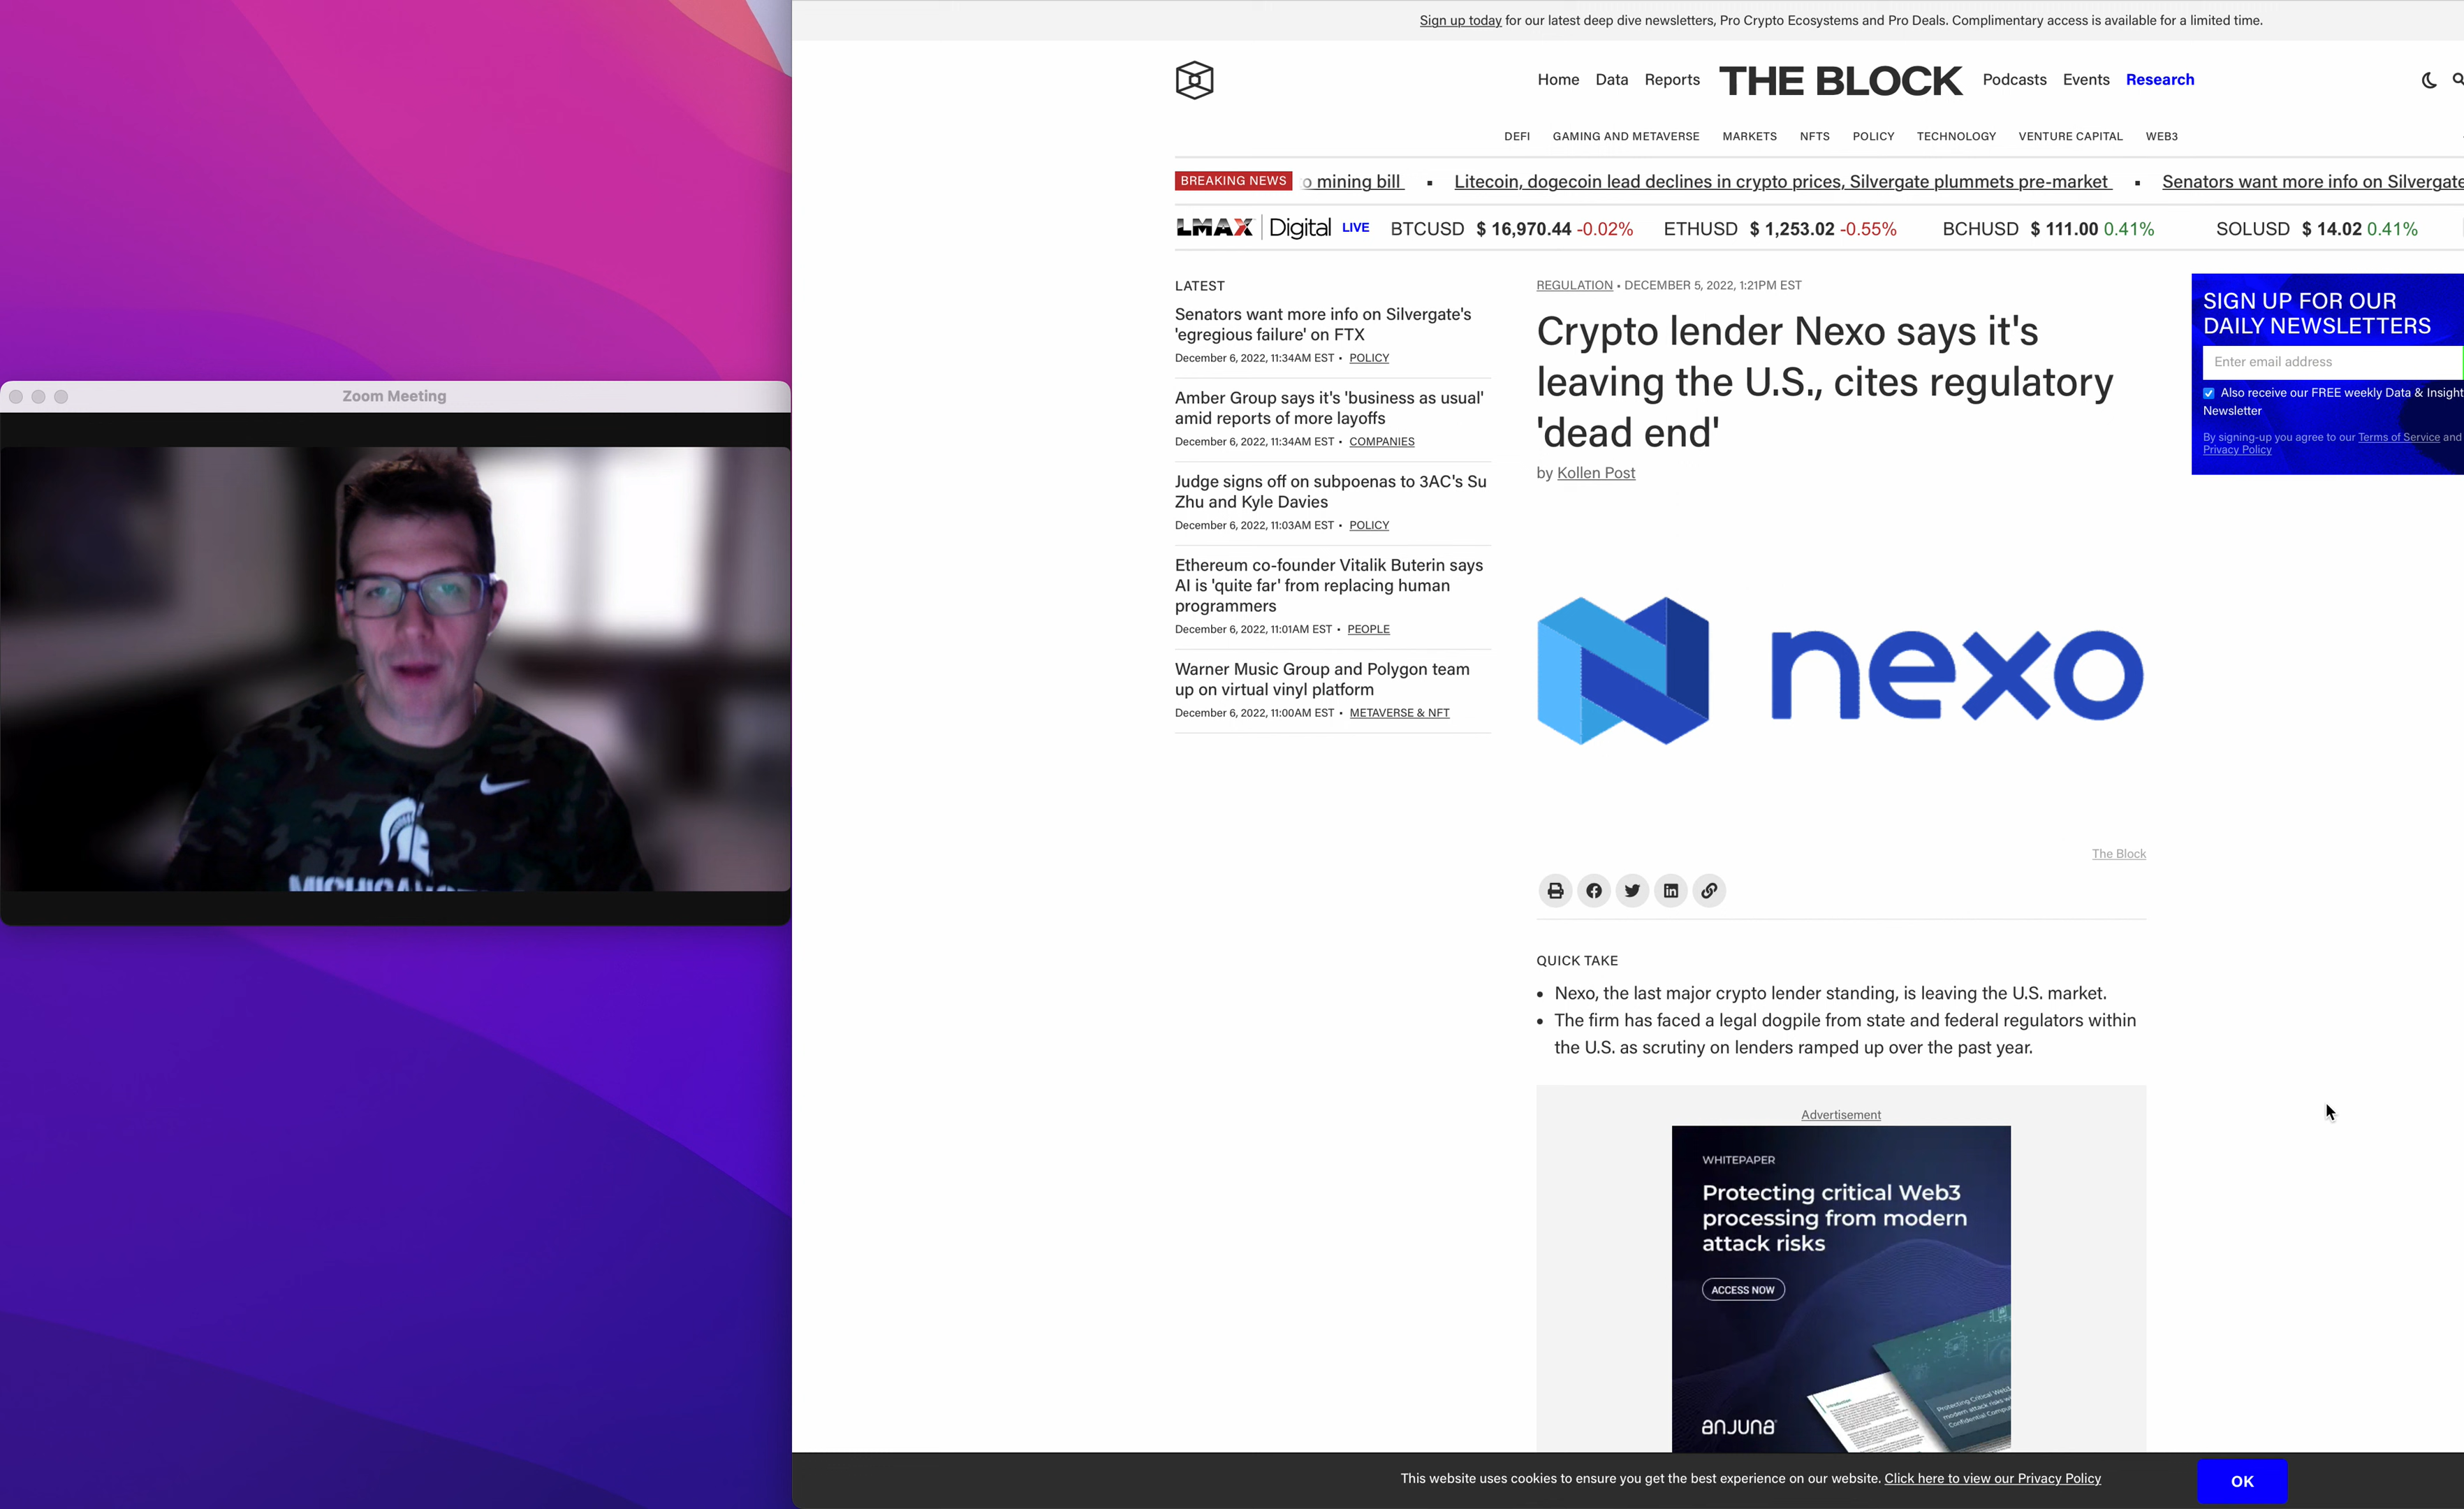 Sign up today for our latest deep dive newsletters, Pro Crypto Ecosystems and Pro Deals. Complimentary access is available for a limited time.
Home Data Reports THE BLOCK Podcasts Events Research
DEFI GAMING AND METAVERSE MARKETS NFTS POLICY TECHNOLOGY VENTURE CAPITAL WEB3
BREAKING NEWS o mining bill ▪ Litecoin, dogecoin lead declines in crypto prices, Silvergate plummets pre-market ▪ Senators want more info on Silvergate
LMAX Digital LIVE BTCUSD $ 16,970.44 -0.02% ETHUSD $ 1,253.02 -0.55% BCHUSD $ 111.00 0.41% SOLUSD $ 14.02 0.41%
Zoom Meeting
MICHIGAN
LATEST
Senators want more info on Silvergate's
'egregious failure' on FTX
December 6, 2022, 11:34AM EST • POLICY
Amber Group says it's 'business as usual'
amid reports of more layoffs
December 6, 2022, 11:34AM EST • COMPANIES
Judge signs off on subpoenas to 3AC's Su
Zhu and Kyle Davies
December 6, 2022, 11:03AM EST • POLICY
Ethereum co-founder Vitalik Buterin says
AI is 'quite far' from replacing human
programmers
December 6, 2022, 11:01AM EST • PEOPLE
Warner Music Group and Polygon team
up on virtual vinyl platform
December 6, 2022, 11:00AM EST • METAVERSE & NFT
REGULATION • DECEMBER 5, 2022, 1:21PM EST
Crypto lender Nexo says it's
leaving the U.S., cites regulatory
'dead end'
by Kollen Post
nexo
The Block
QUICK TAKE
• Nexo, the last major crypto lender standing, is leaving the U.S. market.
• The firm has faced a legal dogpile from state and federal regulators within
the U.S. as scrutiny on lenders ramped up over the past year.
Advertisement
WHITEPAPER
Protecting critical Web3
processing from modern
attack risks
ACCESS NOW
anjuna
SIGN UP FOR OUR
DAILY NEWSLETTERS
Enter email address
Also receive our FREE weekly Data & Insight
Newsletter
By signing-up you agree to our Terms of Service and
Privacy Policy
This website uses cookies to ensure you get the best experience on our website. Click here to view our Privacy Policy
OK